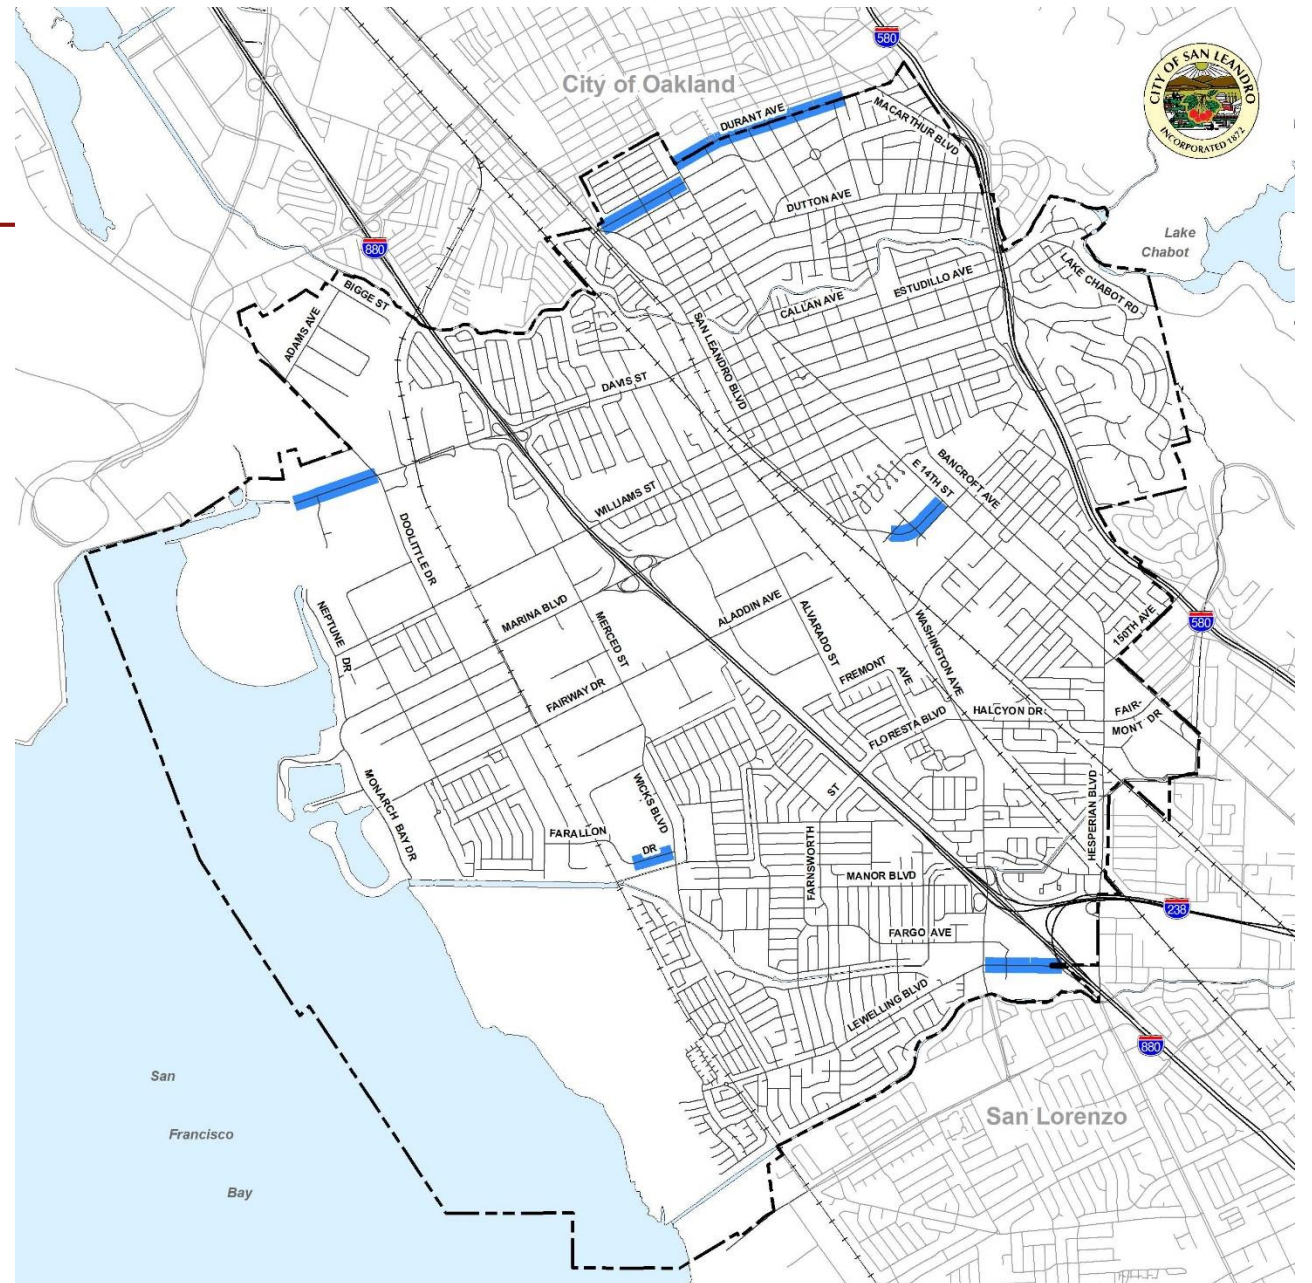 580
CITY OF SAN LEANDRO
INCORPORATED 1872
City of Oakland
DURANT AVE
MACARTHUR BLVD
DUTTON AVE
Lake
Chabot
880
LAKE CHABOT RD
ESTUDILLO AVE
BIGGE ST
CALLAN AVE
ADAMS AVE
SAN LEANDRO BLVD
DAVIS ST
BANCROFT AVE
E 14TH ST
WILLIAMS ST
DOOLITTLE DR
MARINA BLVD
ALADDIN AVE
NEPTUNE DR
MERCED ST
ALVARADO ST
WASHINGTON AVE
150TH AVE
580
FREMONT
AVE
FAIRWAY DR
FLORESTA BLVD
HALCYON DR
FAIR-
MONT DR
MONARCH BAY DR
WICKS BLVD
HESPERIAN BLVD
FARALLON
DR
FARNSWORTH
ST
MANOR BLVD
238
FARGO AVE
LEWELLING BLVD
880
San
Francisco
Bay
San Lorenzo